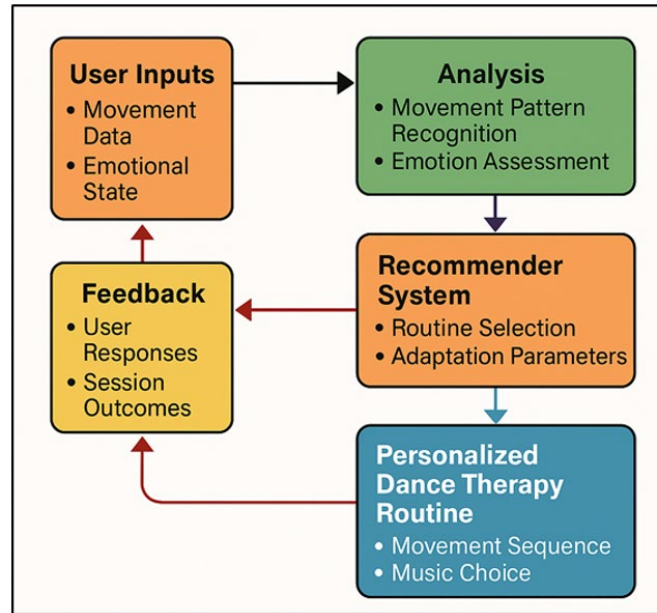 User Inputs
• Movement
Data
• Emotional
State
Analysis
• Movement Pattern
Recognition
• Emotion Assessment
Recommender
System
• Routine Selection
• Adaptation Parameters
Feedback
• User
Responses
• Session
Outcomes
Personalized
Dance Therapy
Routine
• Movement Sequence
• Music Choice